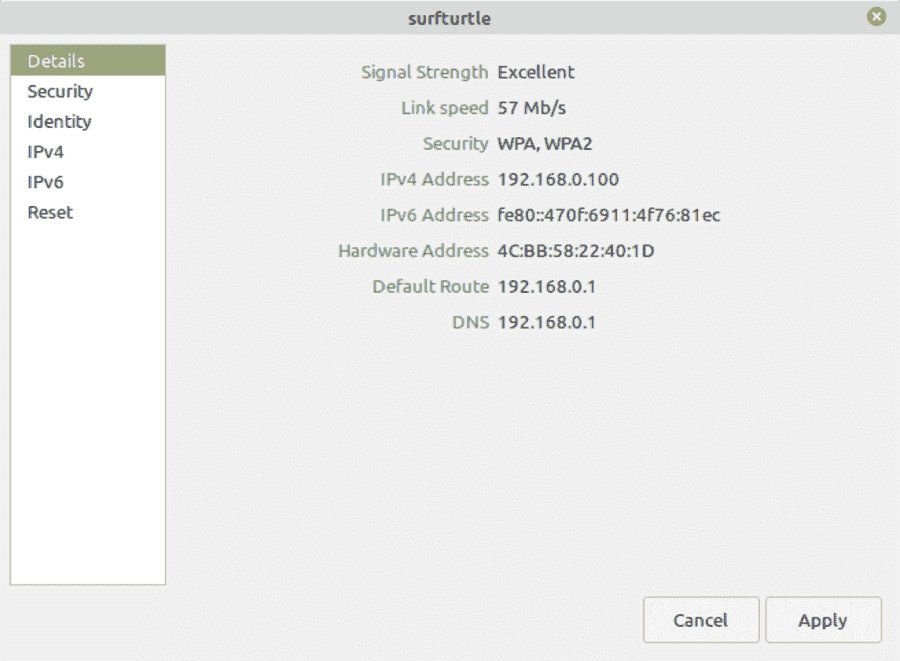 surfturtle
Details
Security
Identity
IPv4
IPv6
Reset
Signal Strength Excellent
Link speed 57 Mb/s
Security WPA, WPA2
IPv4 Address 192.168.0.100
IPv6 Address fe80::470f:6911:4f76:81ec
Hardware Address 4C:BB:58:22:40:1D
Default Route 192.168.0.1
DNS 192.168.0.1
Cancel Apply